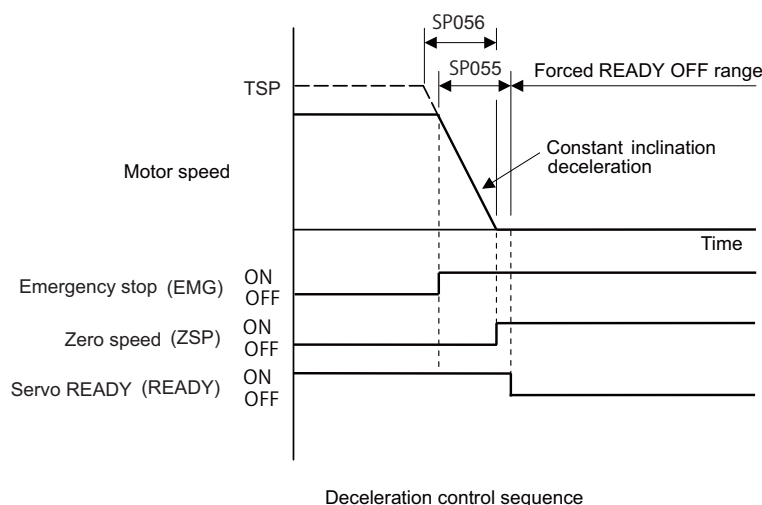 SP056
SP055
Forced READY OFF range
TSP
Constant inclination
deceleration
Motor speed
Time
Emergency stop (EMG)
ON
OFF
Zero speed (ZSP)
ON
OFF
Servo READY (READY)
ON
OFF
Deceleration control sequence